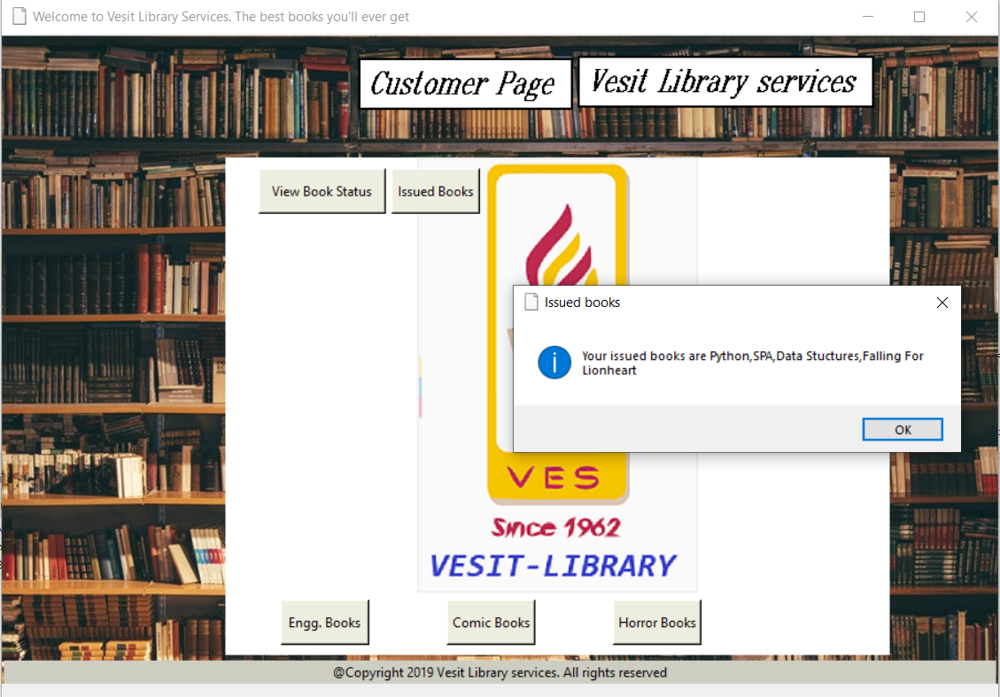 Welcome to Vesit Library Services. The best books you'll ever get
Customer Page
Vesit Library services
View Book Status
Issued Books
Issued books
Your issued books are Python,SPA,Data Stuctures,Falling For
Lionheart
OK
VES
Since 1962
VESIT-LIBRARY
Engg. Books
Comic Books
Horror Books
@Copyright 2019 Vesit Library services. All rights reserved